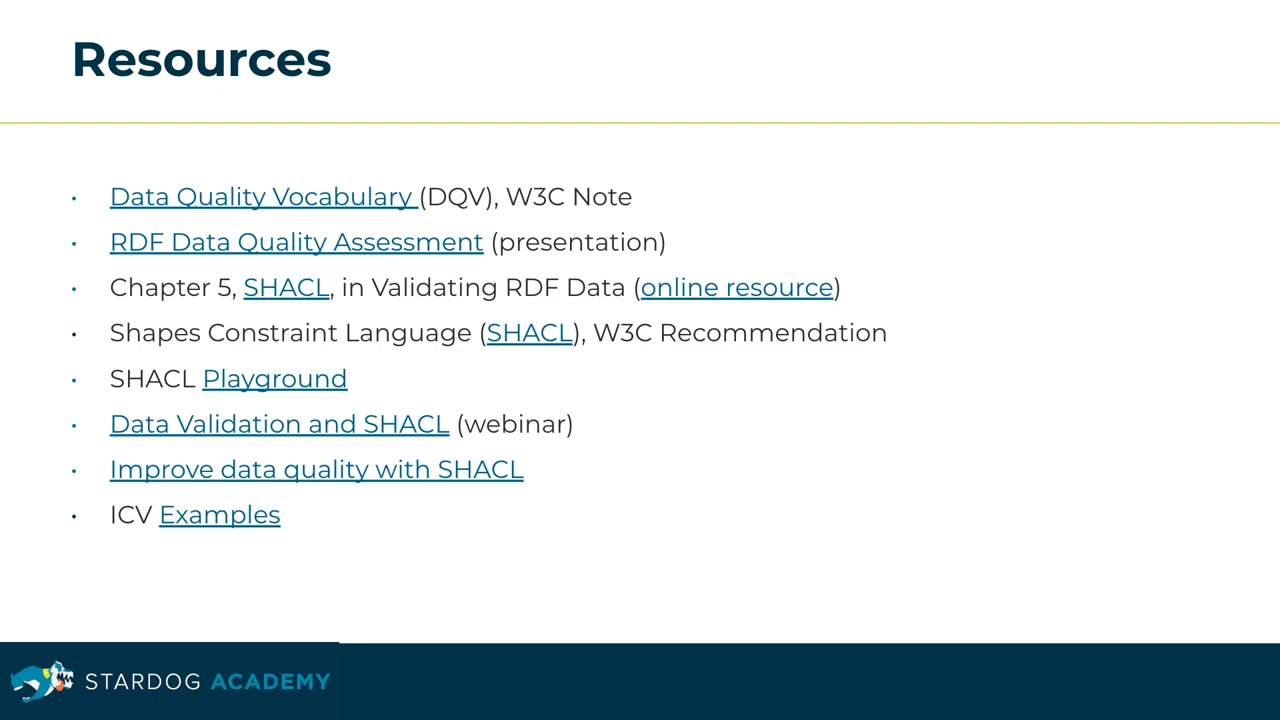 Resources
• Data Quality Vocabulary (DQV), W3C Note
• RDF Data Quality Assessment (presentation)
• Chapter 5, SHACL, in Validating RDF Data (online resource)
• Shapes Constraint Language (SHACL), W3C Recommendation
• SHACL Playground
• Data Validation and SHACL (webinar)
• Improve data quality with SHACL
• ICV Examples
STARDOG ACADEMY